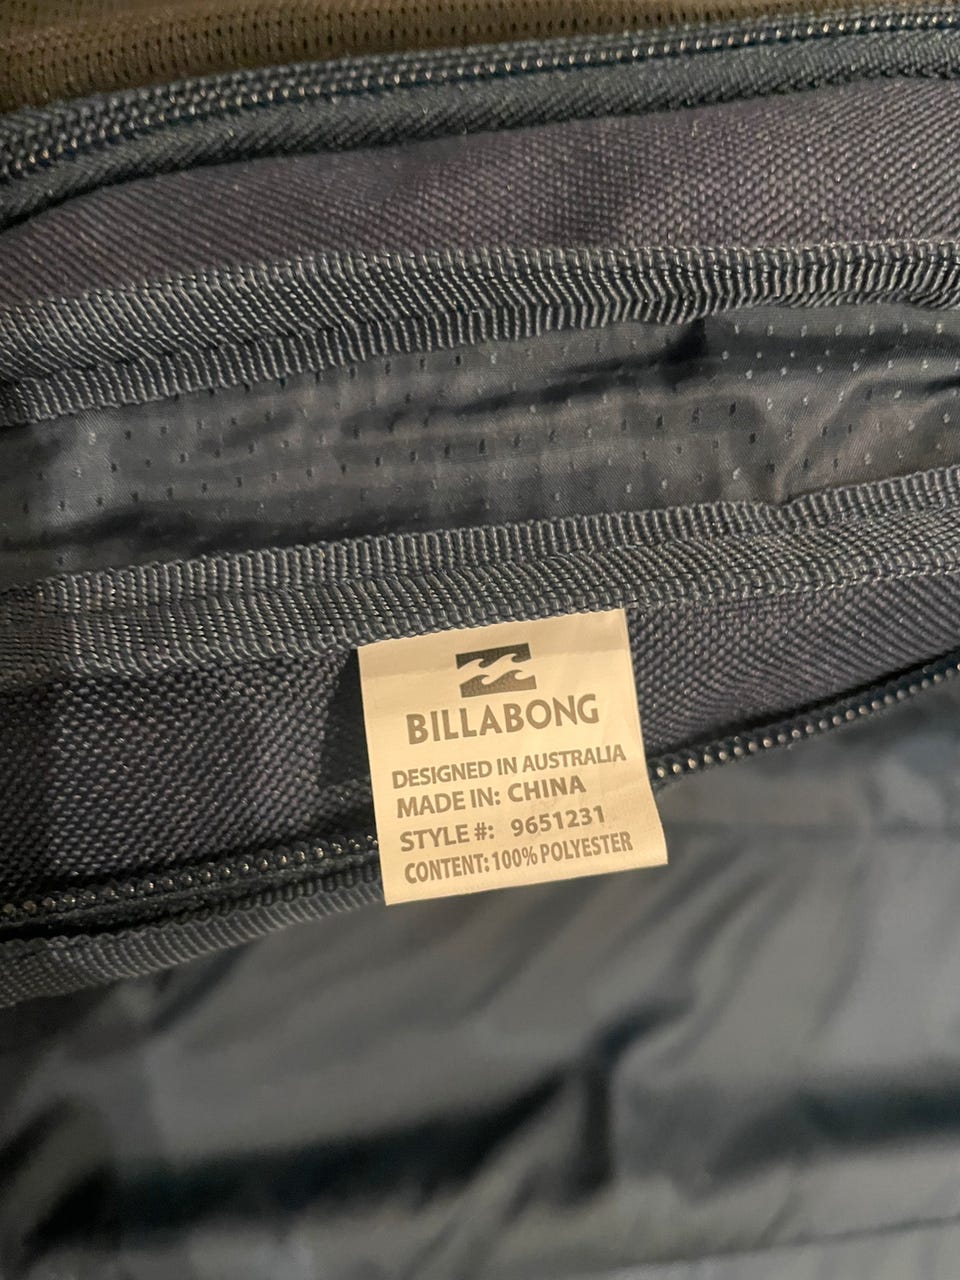 BILLABONG
DESIGNED IN AUSTRALIA
MADE IN: CHINA
STYLE #: 9651231
CONTENT: 100% POLYESTER